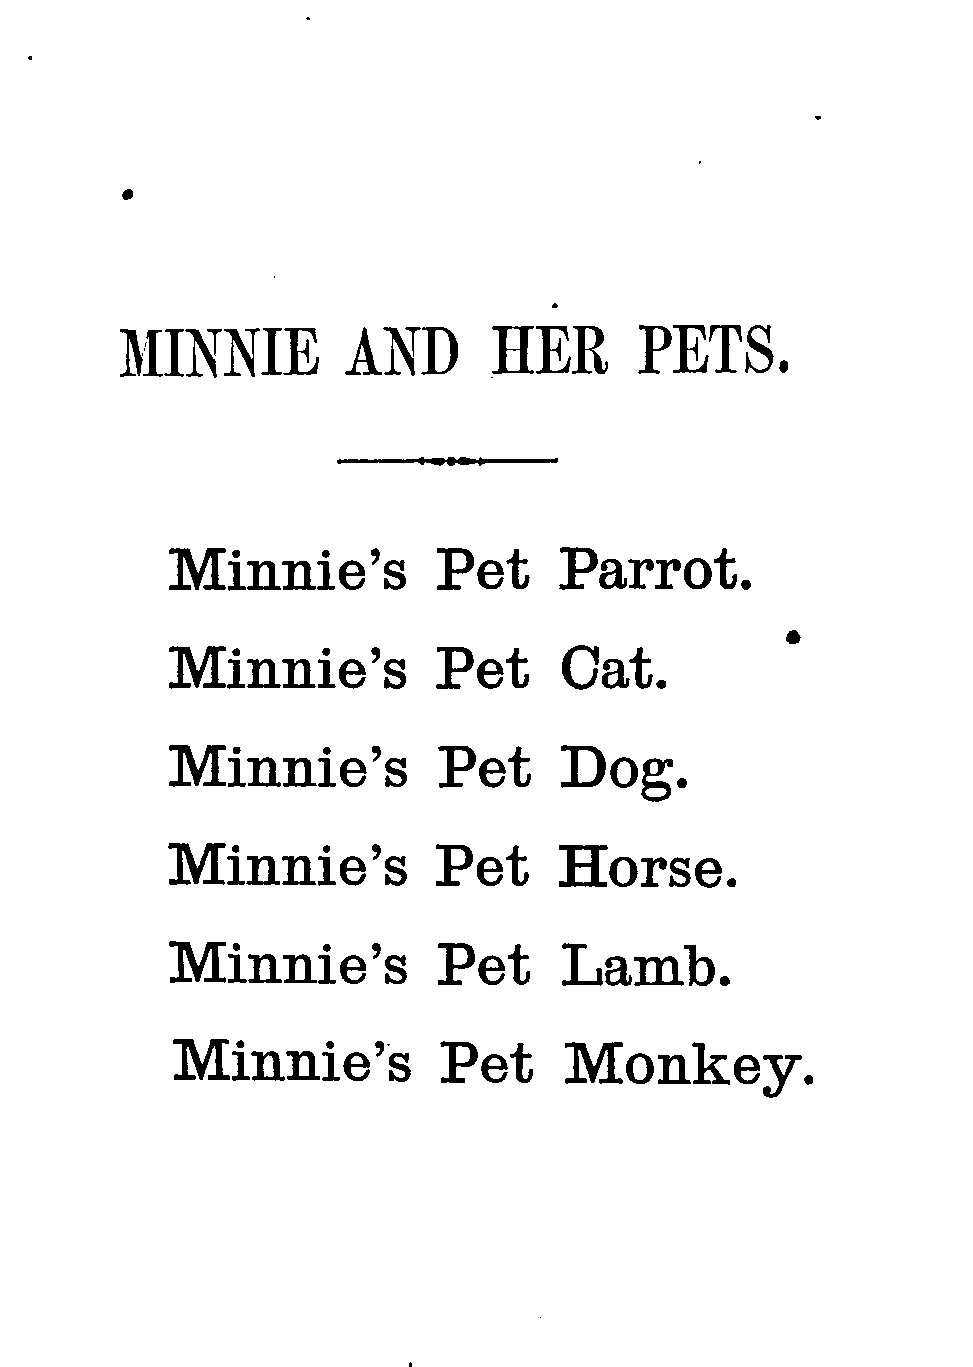 MINNIE AND HER PETS.
Minnie's Pet Parrot.
Minnie's Pet Cat.
Minnie's Pet Dog.
Minnie's Pet Horse.
Minnie's Pet Lamb.
Minnie's Pet Monkey.